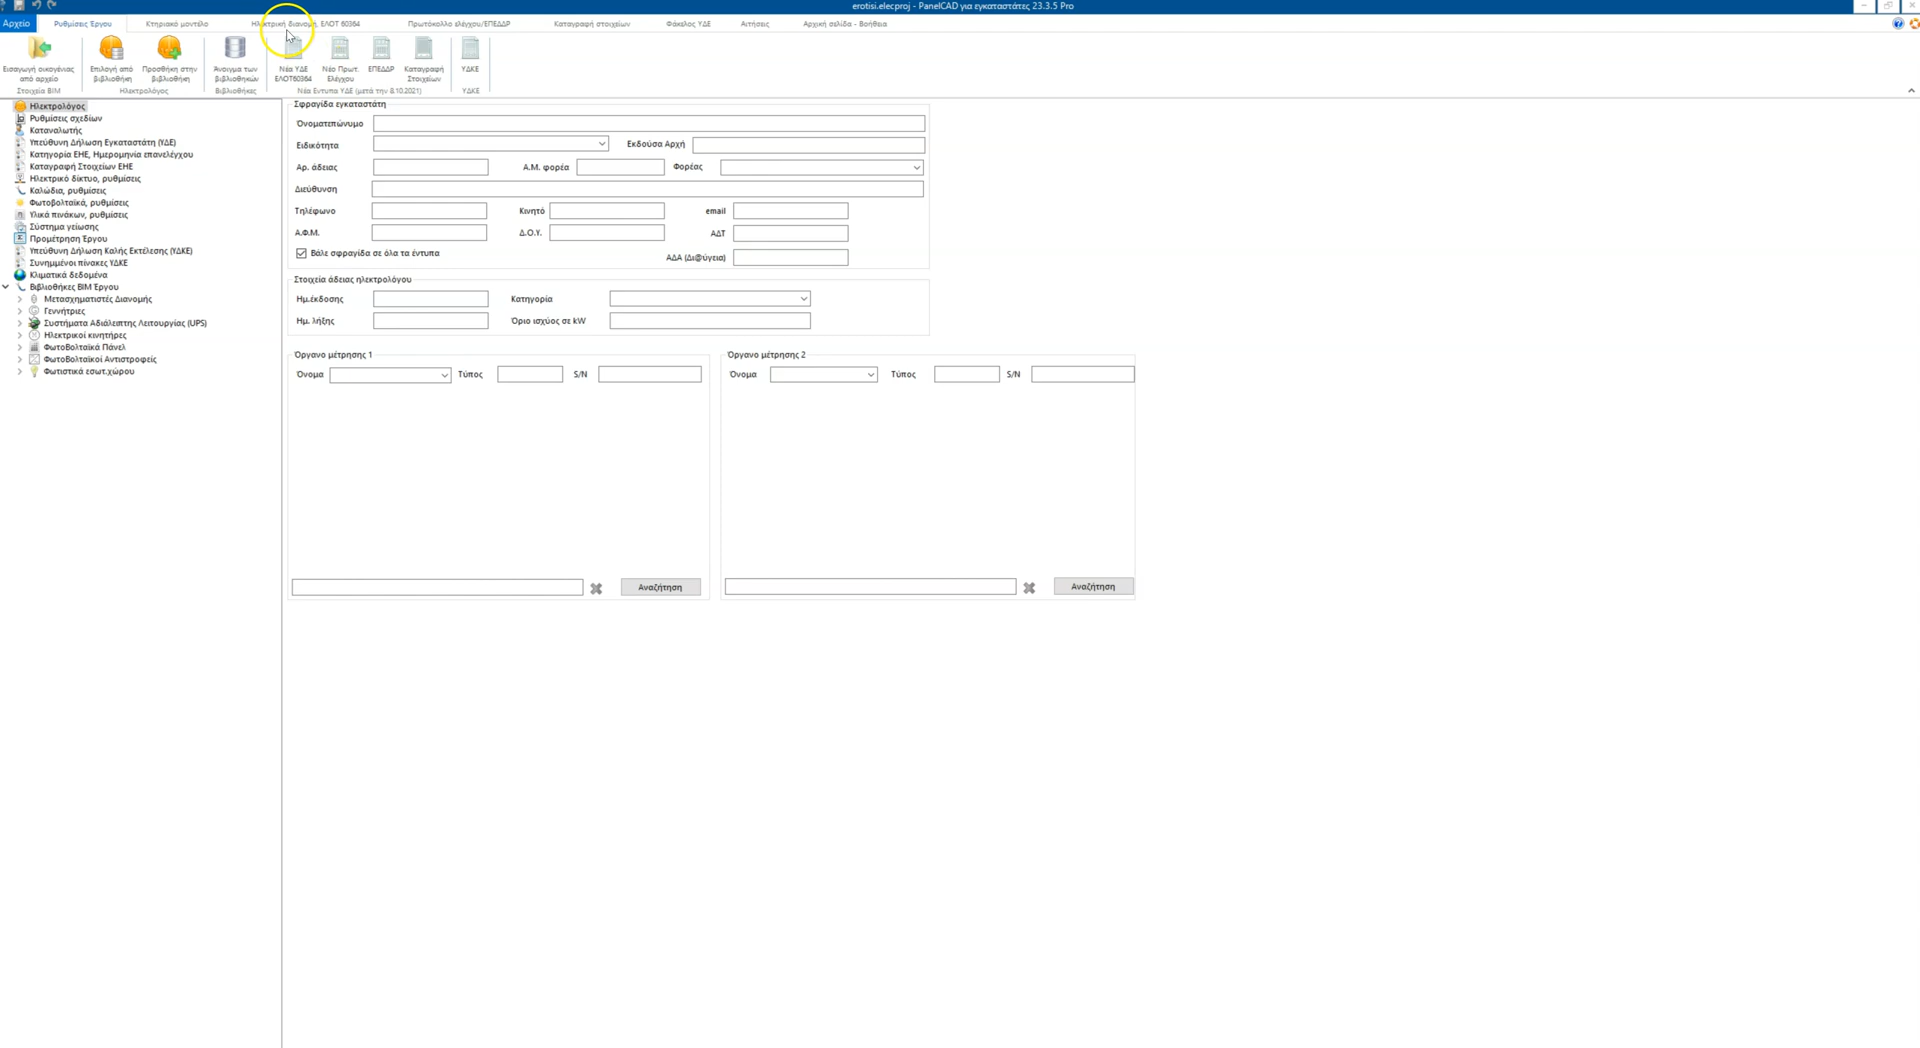 erotisi.elecproj - PanelCAD για εγκαταστάτες 23.3.5 Pro
Αρχείο Ρυθμίσεις Έργου Κτηριακό μοντέλο Ηλεκτρική διανομή, ΕΛΟΤ 60364 Πρωτόκολλο ελέγχου/ΕΠΕΔΔΡ Καταγραφή στοιχείων Φάκελος ΥΔΕ Αιτήσεις Αρχική σελίδα - Βοήθεια
Εισαγωγή οικογένιας Επιλογή από Προσθήκη στην Άνοιγμα των Νέα ΥΔΕ Νέο Πρωτ. ΕΠΕΔΔΡ Καταγραφή ΥΔΚΕ
από αρχείο βιβλιοθήκη βιβλιοθήκη βιβλιοθηκών ΕΛΟΤ60364 Ελέγχου Στοιχείων
Στοιχεία BIM Ηλεκτρολόγος Βιβλιοθήκες Νέα Εντυπα ΥΔΕ (μετά την 8.10.2021) ΥΔΚΕ
Ηλεκτρολόγος
Ρυθμίσεις σχεδίων
Καταναλωτής
Υπεύθυνη Δήλωση Εγκαταστάτη (ΥΔΕ)
Κατηγορία ΕΗΕ, Ημερομηνία επανελέγχου
Καταγραφή Στοιχείων ΕΗΕ
Ηλεκτρικό δίκτυο, ρυθμίσεις
Καλώδια, ρυθμίσεις
Φωτοβολταϊκά, ρυθμίσεις
Υλικά πινάκων, ρυθμίσεις
Σύστημα γείωσης
Προμέτρηση Έργου
Υπεύθυνη Δήλωση Καλής Εκτέλεσης (ΥΔΚΕ)
Συνημμένοι πίνακες ΥΔΚΕ
Κλιματικά δεδομένα
Βιβλιοθήκες BIM Έργου
Μετασχηματιστές Διανομής
Γεννήτριες
Συστήματα Αδιάλειπτης Λειτουργίας (UPS)
Ηλεκτρικοί κινητήρες
ΦωτοΒολταϊκά Πάνελ
ΦωτοΒολταϊκοί Αντιστροφείς
Φωτιστικά εσωτ.χώρου
Σφραγίδα εγκαταστάτη
Όνοματεπώνυμο
Ειδικότητα Εκδούσα Αρχή
Αρ. άδειας Α.Μ. φορέα Φορέας
Διεύθυνση
Τηλέφωνο Κινητό email
Α.Φ.Μ. Δ.Ο.Υ. ΑΔΤ
Βάλε σφραγίδα σε όλα τα έντυπα ΑΔΑ (Δι@ύγεια)
Στοιχεία άδειας ηλεκτρολόγου
Ημ.έκδοσης Κατηγορία
Ημ. λήξης Όριο ισχύος σε kW
Όργανο μέτρησης 1 Όργανο μέτρησης 2
Όνομα Τύπος S/N Όνομα Τύπος S/N
Αναζήτηση Αναζήτηση